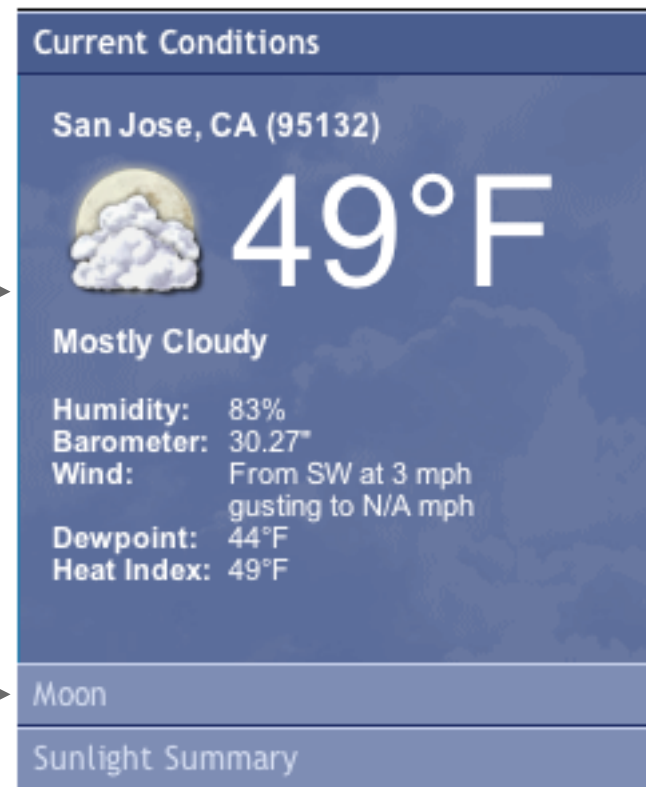 Current Conditions
San Jose, CA (95132)
49°F
Mostly Cloudy
Humidity: 83%
Barometer: 30.27"
Wind: From SW at 3 mph
gusting to N/A mph
Dewpoint: 44°F
Heat Index: 49°F
Moon
Sunlight Summary